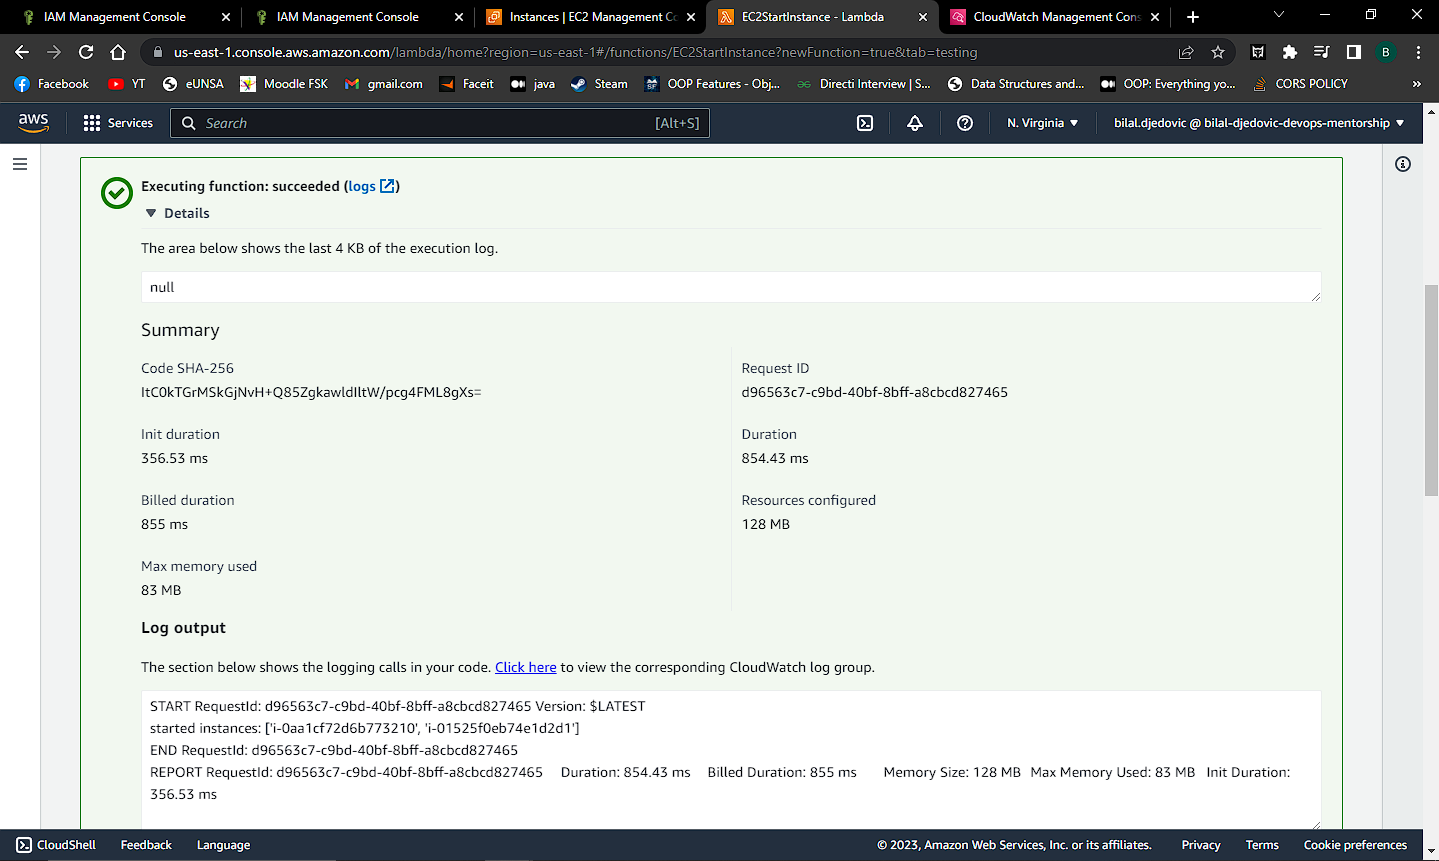 IAM Management Console
IAM Management Console
Instances | EC2 Management Co
EC2StartInstance - Lambda
CloudWatch Management Cons
us-east-1.console.aws.amazon.com/lambda/home?region=us-east-1#/functions/EC2StartInstance?newFunction=true&tab=testing
B
Facebook
YT
eUNSA
Moodle FSK
gmail.com
Faceit
java
Steam
OOP Features - Obj...
Directi Interview | S...
Data Structures and...
OOP: Everything yo...
CORS POLICY
»
aws
Services
Search
[Alt+S]
N. Virginia
bilal.djedovic @ bilal-djedovic-devops-mentorship
Executing function: succeeded (logs)
Details
The area below shows the last 4 KB of the execution log.
null
Summary
Code SHA-256
ItC0kTGrMSkGjNvH+Q85ZgkawldIltW/pcg4FML8gXs=
Request ID
d96563c7-c9bd-40bf-8bff-a8cbcd827465
Init duration
356.53 ms
Duration
854.43 ms
Billed duration
855 ms
Resources configured
128 MB
Max memory used
83 MB
Log output
The section below shows the logging calls in your code. Click here to view the corresponding CloudWatch log group.
START RequestId: d96563c7-c9bd-40bf-8bff-a8cbcd827465 Version: $LATEST
started instances: ['i-0aa1cf72d6b773210', 'i-01525f0eb74e1d2d1']
END RequestId: d96563c7-c9bd-40bf-8bff-a8cbcd827465
REPORT RequestId: d96563c7-c9bd-40bf-8bff-a8cbcd827465 Duration: 854.43 ms Billed Duration: 855 ms Memory Size: 128 MB Max Memory Used: 83 MB Init Duration:
356.53 ms
CloudShell
Feedback
Language
© 2023, Amazon Web Services, Inc. or its affiliates.
Privacy
Terms
Cookie preferences